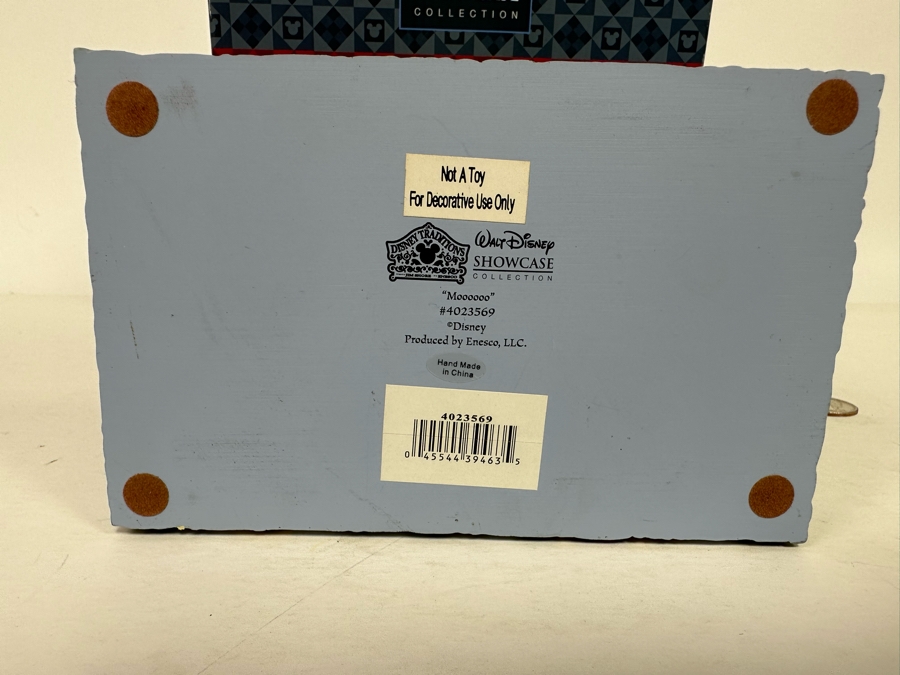 COLLECTION
Not A Toy
For Decorative Use Only
DISNEY TRADITIONS
WALT DISNEY
SHOWCASE
COLLECTION
"Moooooo"
#4023569
©Disney
Produced by Enesco, LLC.
Hand Made
in China
4023569
0 45544 39463 5